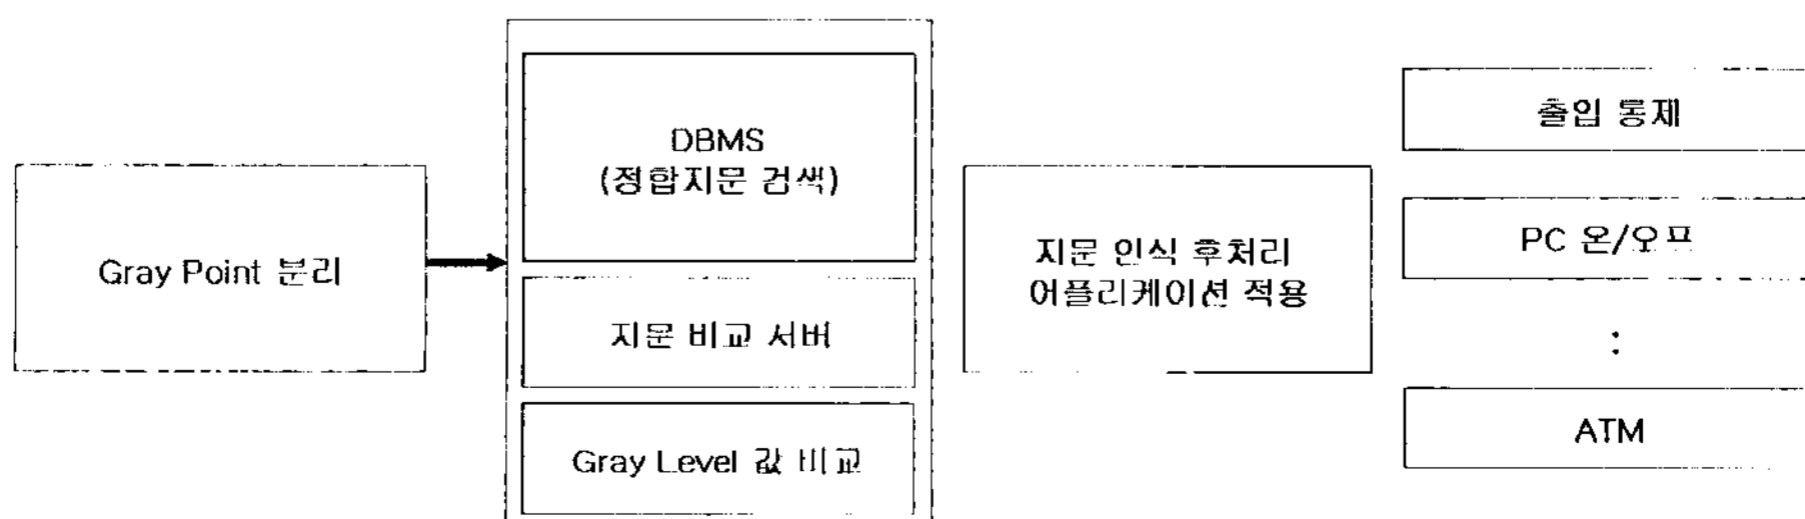 Gray Point 분리
DBMS
(정합지문 검색)
지문 비교 서버
Gray Level 값 비교
지문 인식 후처리
어플리케이션 적용
출입 통제
PC 온/오프
:
ATM